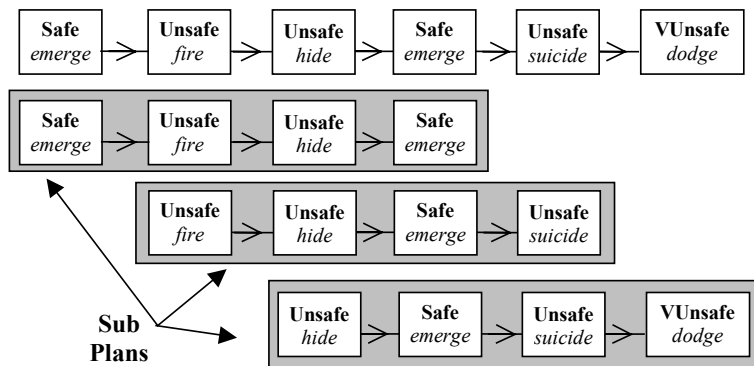 Safe Unsafe Unsafe Safe Unsafe VUnsafe
emerge fire hide emerge suicide dodge
Safe Unsafe Unsafe Safe
emerge fire hide emerge
Unsafe Unsafe Safe Unsafe
fire hide emerge suicide
Unsafe Safe Unsafe VUnsafe
hide emerge suicide dodge
Sub
Plans